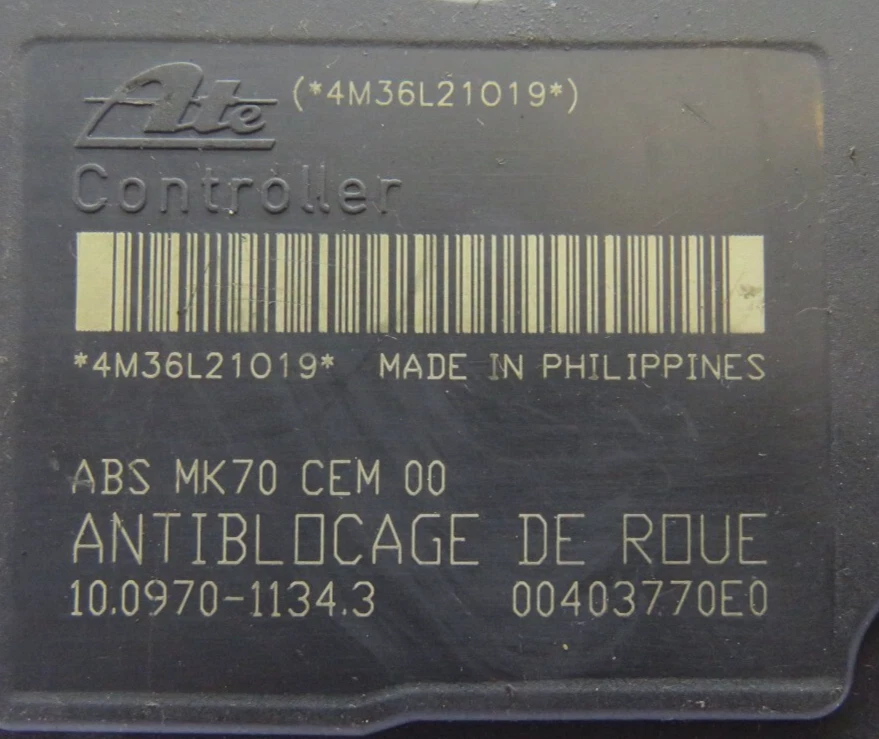 Ate (*4M36L21019*)
Controller
*4M36L21019* MADE IN PHILIPPINES
ABS MK70 CEM 00
ANTIBLOCAGE DE ROUE
10.0970-1134.3 00403770E0